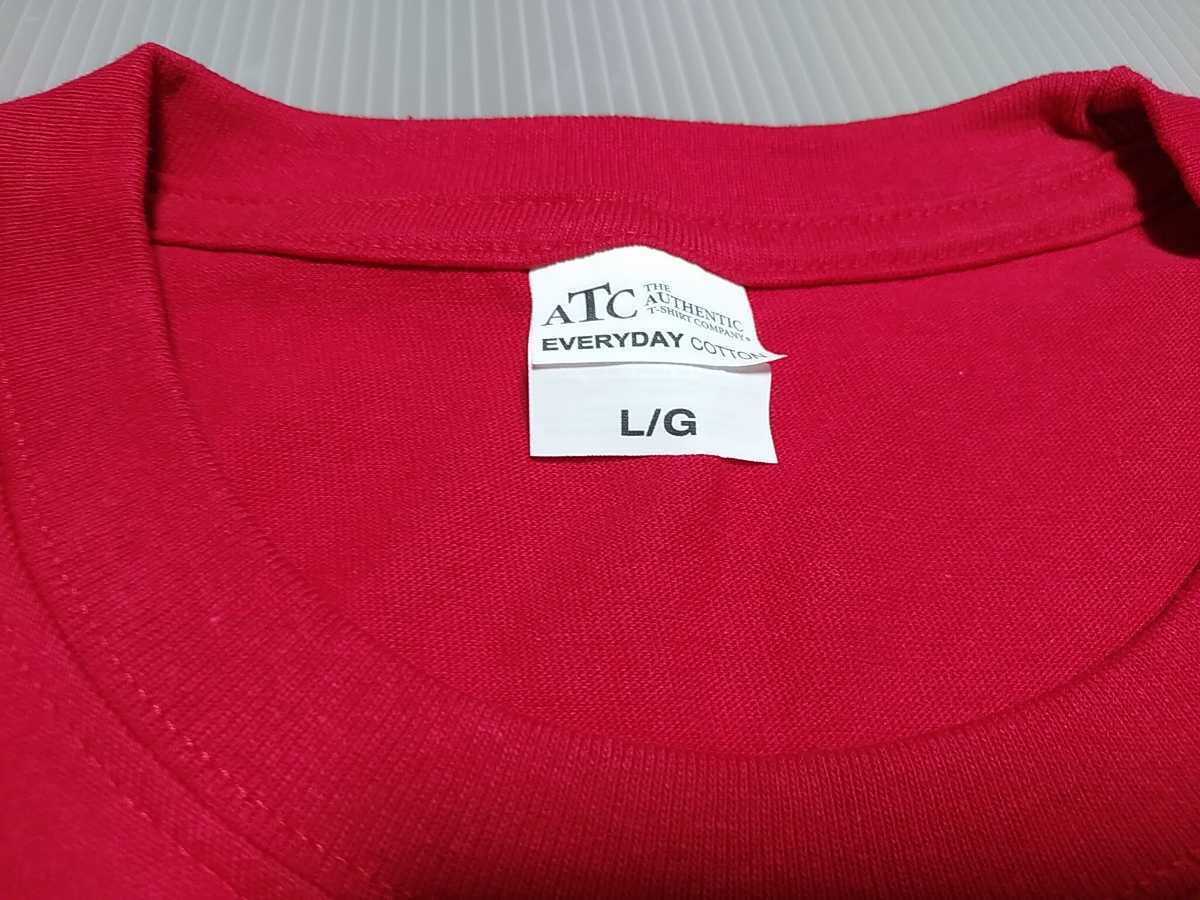 ATC THE
AUTHENTIC
T-SHIRT COMPANY®
EVERYDAY COTTON
L/G